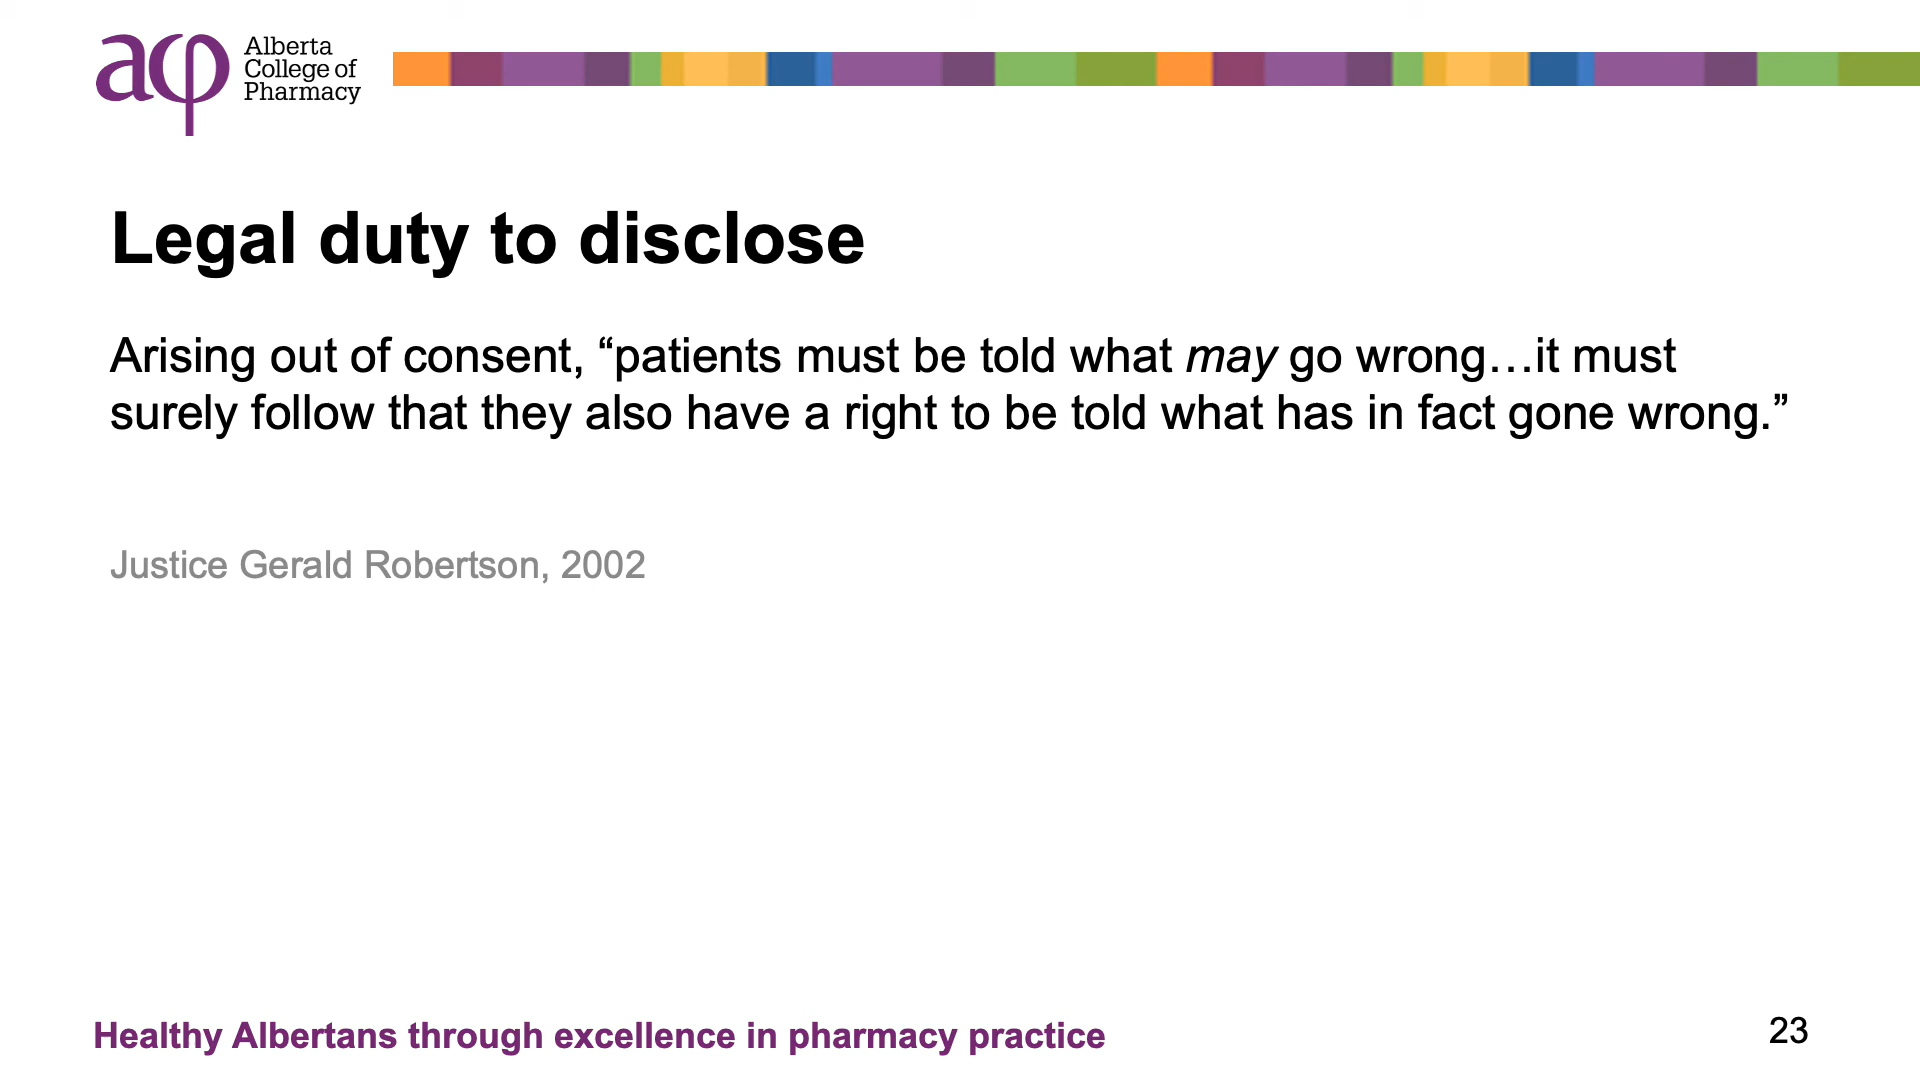 aφ
Alberta
College of
Pharmacy
Legal duty to disclose
Arising out of consent, “patients must be told what may go wrong…it must
surely follow that they also have a right to be told what has in fact gone wrong.”
Justice Gerald Robertson, 2002
Healthy Albertans through excellence in pharmacy practice
23